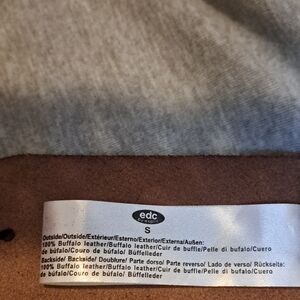 edc
S
Outside/Outside/Extérieur/Esterno/Exterior/Externa/Außen:
100% Buffalo leather/Buffalo leather/Cuir de buffle/Pelle di bufalo/Cuero
de búfalo/Couro de búfalo/ Büffelleder
Backside/ Backside/ Doublure/ Parte dorso/ Parte reverso/ Lado de verso/ Rückseite:
100% Buffalo leather/Buffalo leather/Cuir de buffle/Pelle di bufalo/Cuero
de búfalo/Couro de búfalo/ Büffelleder